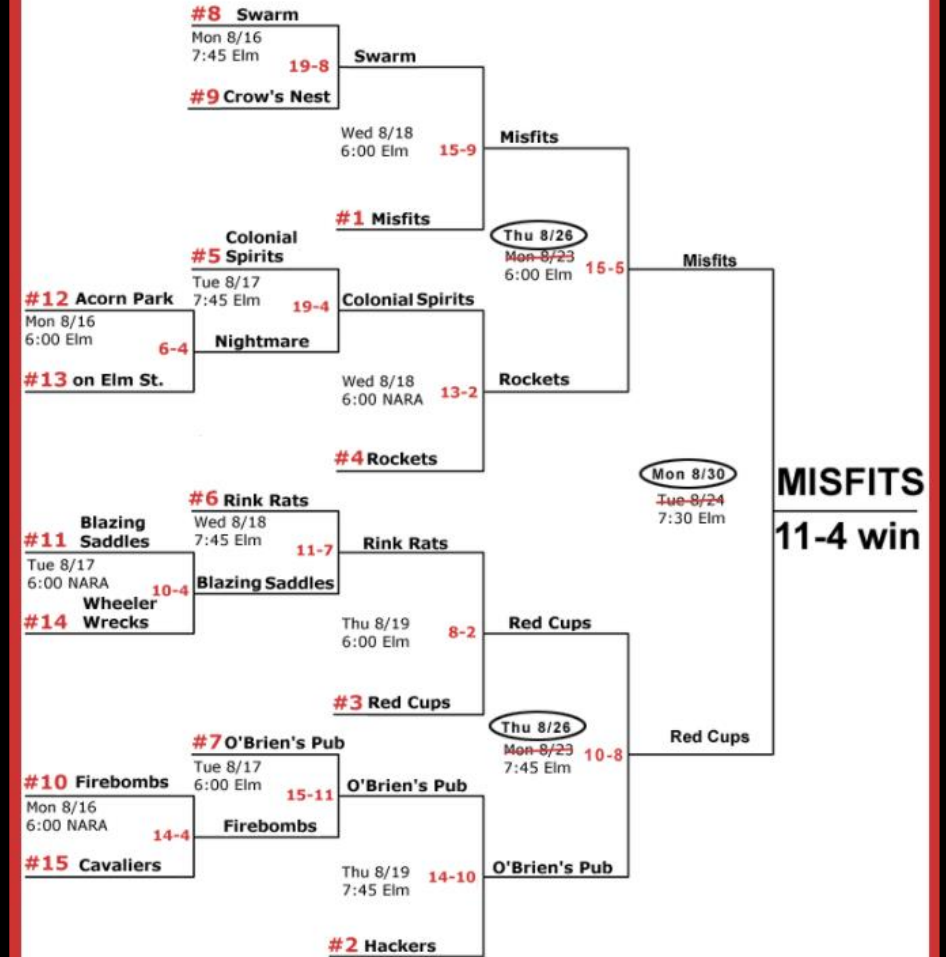 #8 Swarm
Mon 8/16
7:45 Elm
19-8
Swarm
#9 Crow's Nest
Wed 8/18
6:00 Elm
15-9
Misfits
#1 Misfits
Thu 8/26
Mon 8/23
6:00 Elm
15-5
Misfits
Colonial
#5 Spirits
Tue 8/17
7:45 Elm
19-4
Colonial Spirits
#12 Acorn Park
Mon 8/16
6:00 Elm
6-4
Nightmare
#13 on Elm St.
Wed 8/18
6:00 NARA
13-2
Rockets
#4 Rockets
Mon 8/30
Tue 8/24
7:30 Elm
MISFITS
11-4 win
#6 Rink Rats
Wed 8/18
7:45 Elm
11-7
Rink Rats
Blazing
#11 Saddles
Tue 8/17
6:00 NARA
10-4
Blazing Saddles
Wheeler
#14 Wrecks
Thu 8/19
6:00 Elm
8-2
Red Cups
#3 Red Cups
Thu 8/26
Mon 8/23
7:45 Elm
10-8
Red Cups
#7 O'Brien's Pub
Tue 8/17
6:00 Elm
15-11
O'Brien's Pub
#10 Firebombs
Mon 8/16
6:00 NARA
14-4
Firebombs
#15 Cavaliers
Thu 8/19
7:45 Elm
14-10
O'Brien's Pub
#2 Hackers